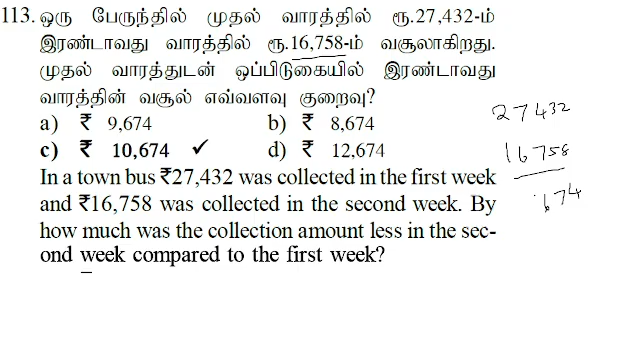 113. ஒரு பேருந்தில் முதல் வாரத்தில் ரூ.27,432-ம்
இரண்டாவது வாரத்தில் ரூ.16,758-ம் வசூலாகிறது.
முதல் வாரத்துடன் ஒப்பிடுகையில் இரண்டாவது
வாரத்தின் வசூல் எவ்வளவு குறைவு?
a) ₹ 9,674 b) ₹ 8,674
c) ₹ 10,674 ✓ d) ₹ 12,674
In a town bus ₹27,432 was collected in the first week
and ₹16,758 was collected in the second week. By
how much was the collection amount less in the sec-
ond week compared to the first week?
27432
16758
674